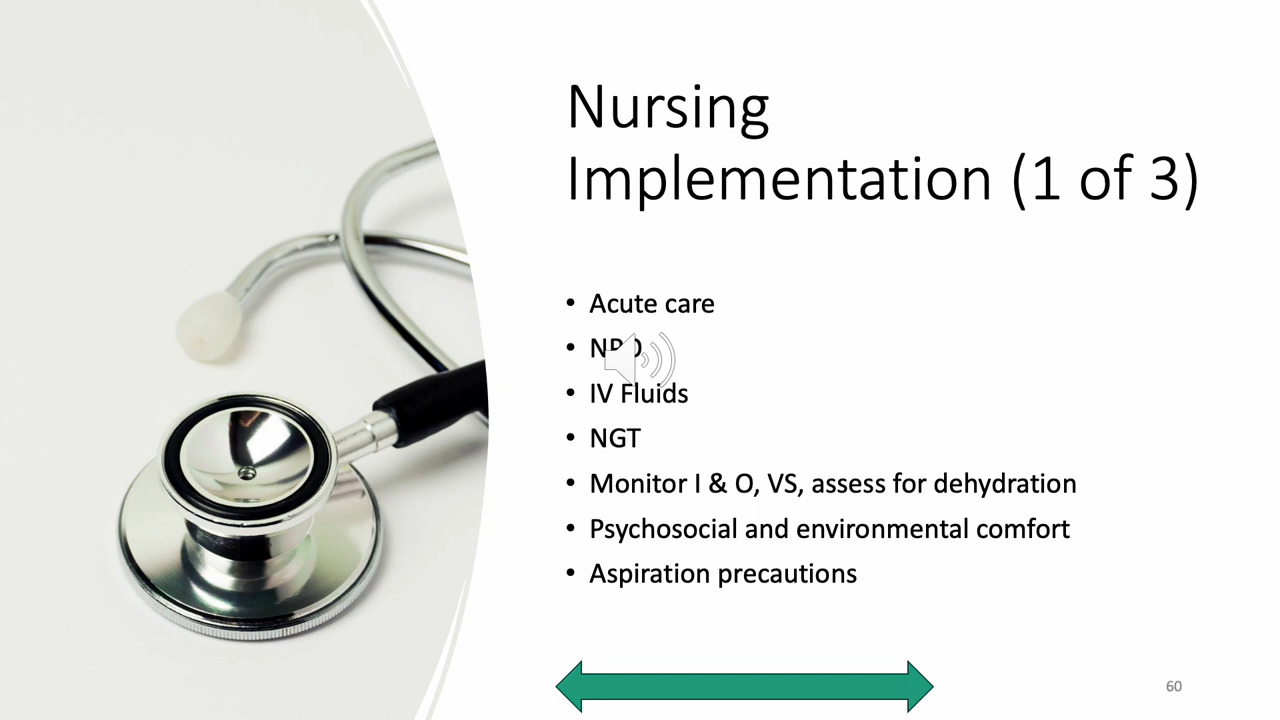 Nursing
Implementation (1 of 3)
• Acute care
• NPO
• IV Fluids
• NGT
• Monitor I & O, VS, assess for dehydration
• Psychosocial and environmental comfort
• Aspiration precautions
60